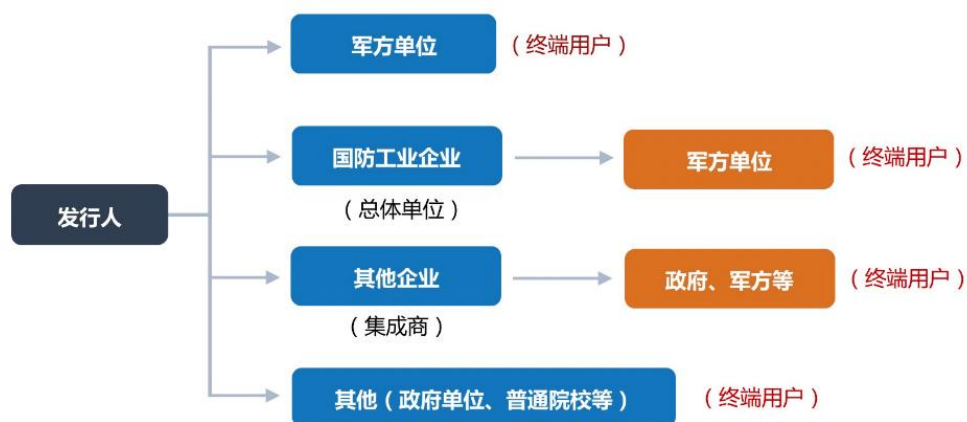 军方单位 （终端用户）
国防工业企业 军方单位 （终端用户）
（总体单位）
发行人
其他企业 政府、军方等 （终端用户）
（集成商）
其他（政府单位、普通院校等） （终端用户）